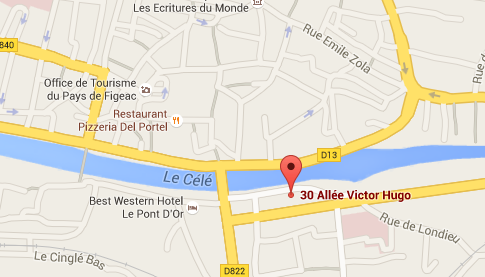 Les Ecritures du Monde
Rue Emile Zola
D840
Rue d
Office de Tourisme
du Pays de Figeac
Restaurant
Pizzeria Del Portel
D13
Le Célé
30 Allée Victor Hugo
Best Western Hotel
Le Pont D'Or
Rue de Londieu
Le Cinglé Bas
D822